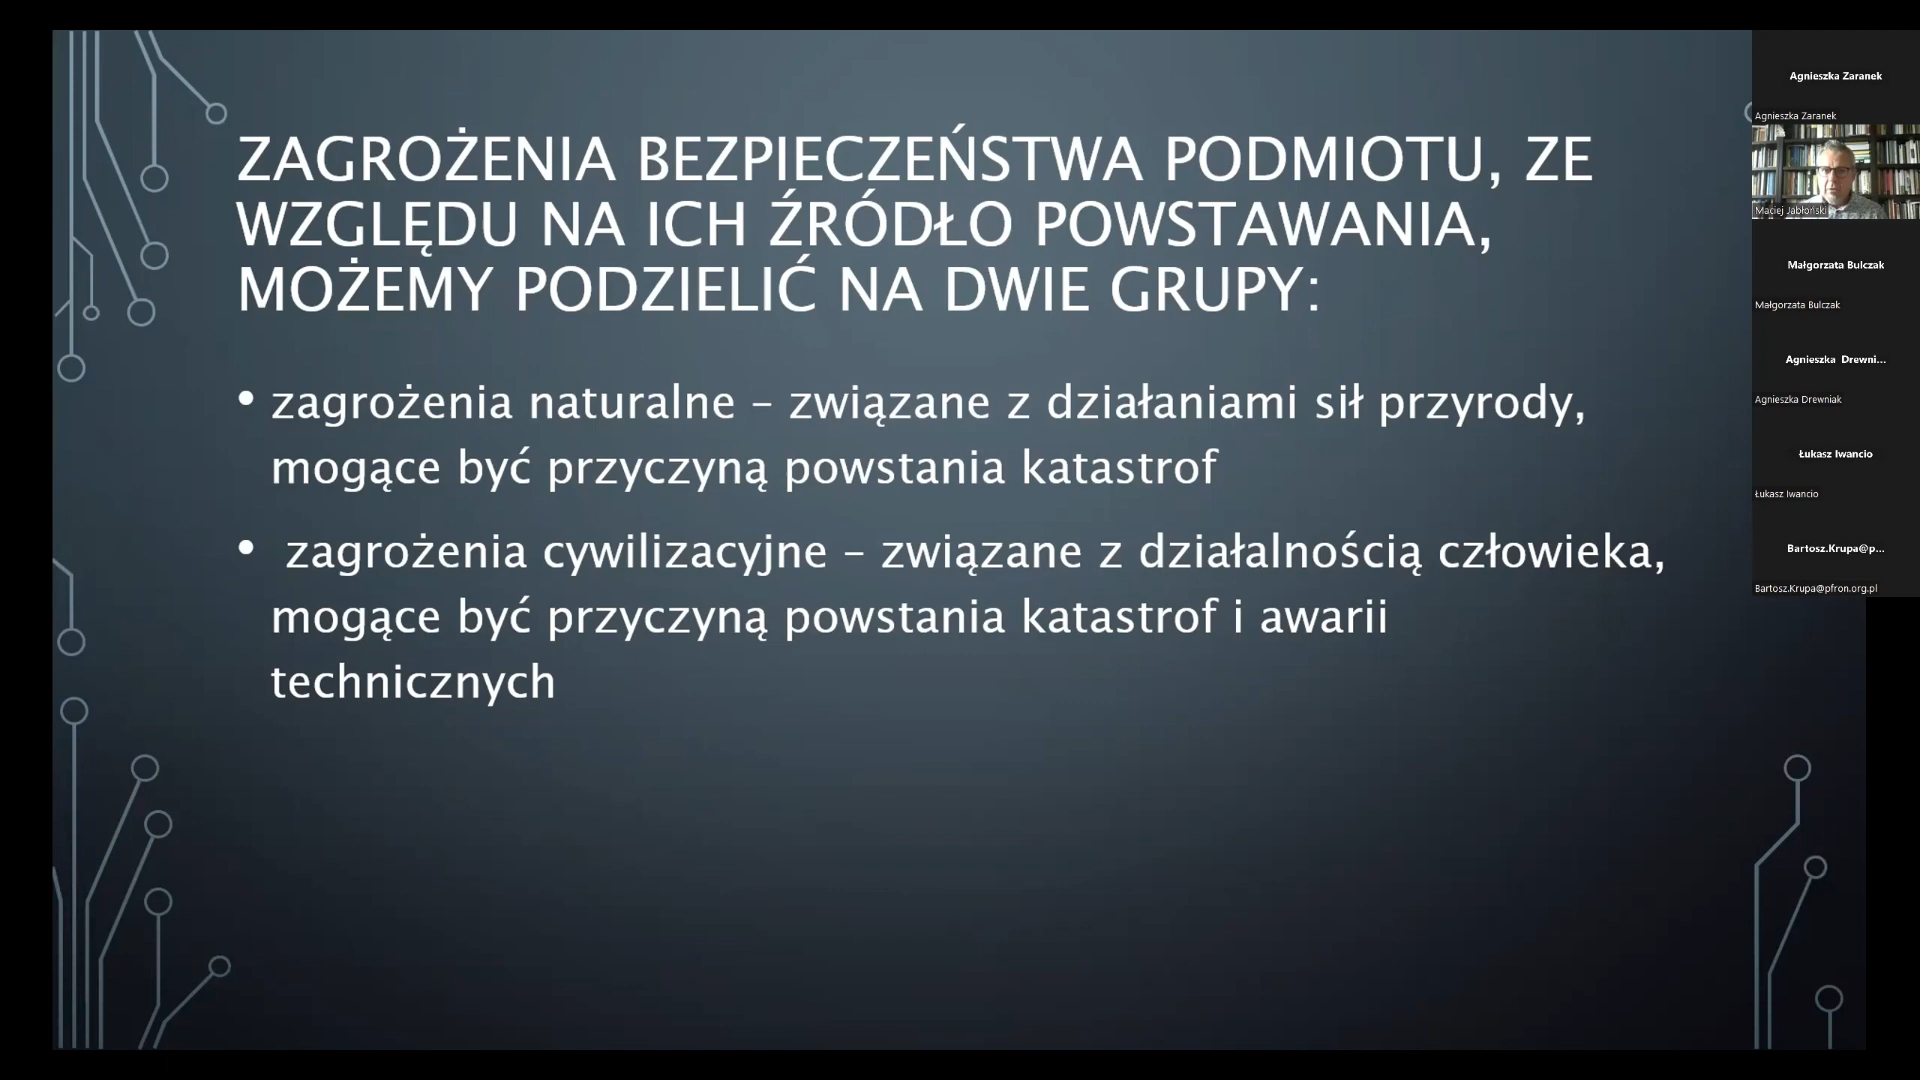 ZAGROŻENIA BEZPIECZEŃSTWA PODMIOTU, ZE
WZGLĘDU NA ICH ŹRÓDŁO POWSTAWANIA,
MOŻEMY PODZIELIĆ NA DWIE GRUPY:
• zagrożenia naturalne – związane z działaniami sił przyrody,
mogące być przyczyną powstania katastrof
• zagrożenia cywilizacyjne – związane z działalnością człowieka,
mogące być przyczyną powstania katastrof i awarii
technicznych
Agnieszka Zaranek
Agnieszka Zaranek
Maciej Jabłoński
Małgorzata Bulczak
Małgorzata Bulczak
Agnieszka Drewni...
Agnieszka Drewniak
Łukasz Iwancio
Łukasz Iwancio
Bartosz.Krupa@p...
Bartosz.Krupa@pfron.org.pl